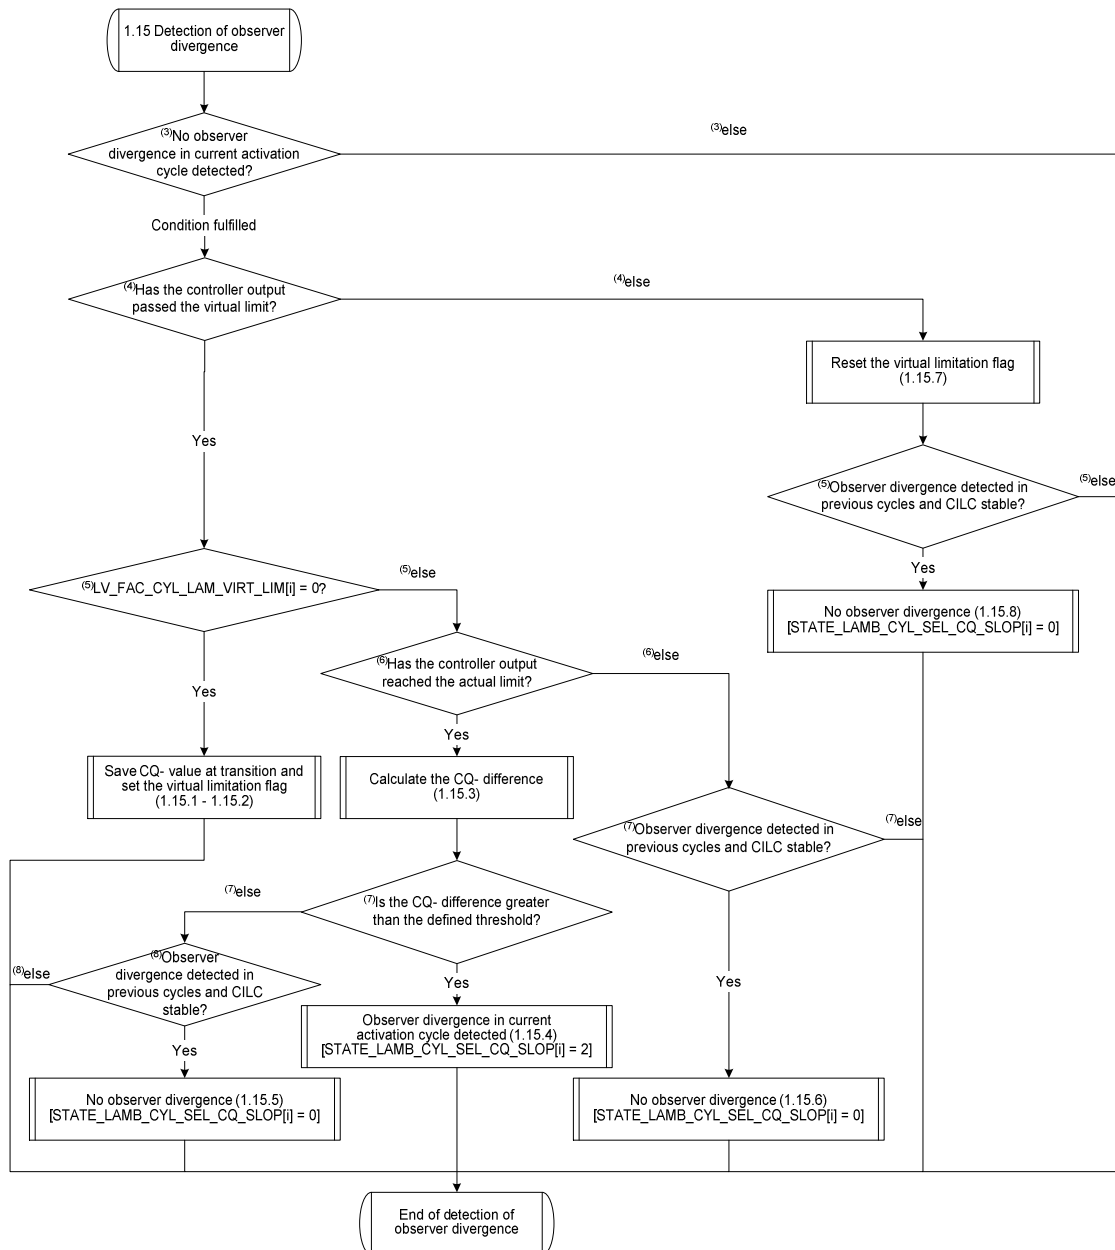 1.15 Detection of observer
divergence
(3)No observer
divergence in current activation
cycle detected?
(3)else
Condition fulfilled
(4)Has the controller output
passed the virtual limit?
(4)else
Reset the virtual limitation flag
(1.15.7)
Yes
(5)Observer divergence detected in
previous cycles and CILC stable?
(5)else
Yes
(5)LV_FAC_CYL_LAM_VIRT_LIM[i] = 0?
(5)else
No observer divergence (1.15.8)
[STATE_LAMB_CYL_SEL_CQ_SLOP[i] = 0]
(6)Has the controller output
reached the actual limit?
(6)else
Yes
Yes
Save CQ- value at transition and
set the virtual limitation flag
(1.15.1 - 1.15.2)
Calculate the CQ- difference
(1.15.3)
(7)Observer divergence detected in
previous cycles and CILC stable?
(7)else
(7)else
(7)Is the CQ- difference greater
than the defined threshold?
(8)else
(8)Observer
divergence detected in
previous cycles and CILC
stable?
Yes
Yes
Observer divergence in current
activation cycle detected (1.15.4)
[STATE_LAMB_CYL_SEL_CQ_SLOP[i] = 2]
Yes
No observer divergence (1.15.5)
[STATE_LAMB_CYL_SEL_CQ_SLOP[i] = 0]
No observer divergence (1.15.6)
[STATE_LAMB_CYL_SEL_CQ_SLOP[i] = 0]
End of detection of
observer divergence